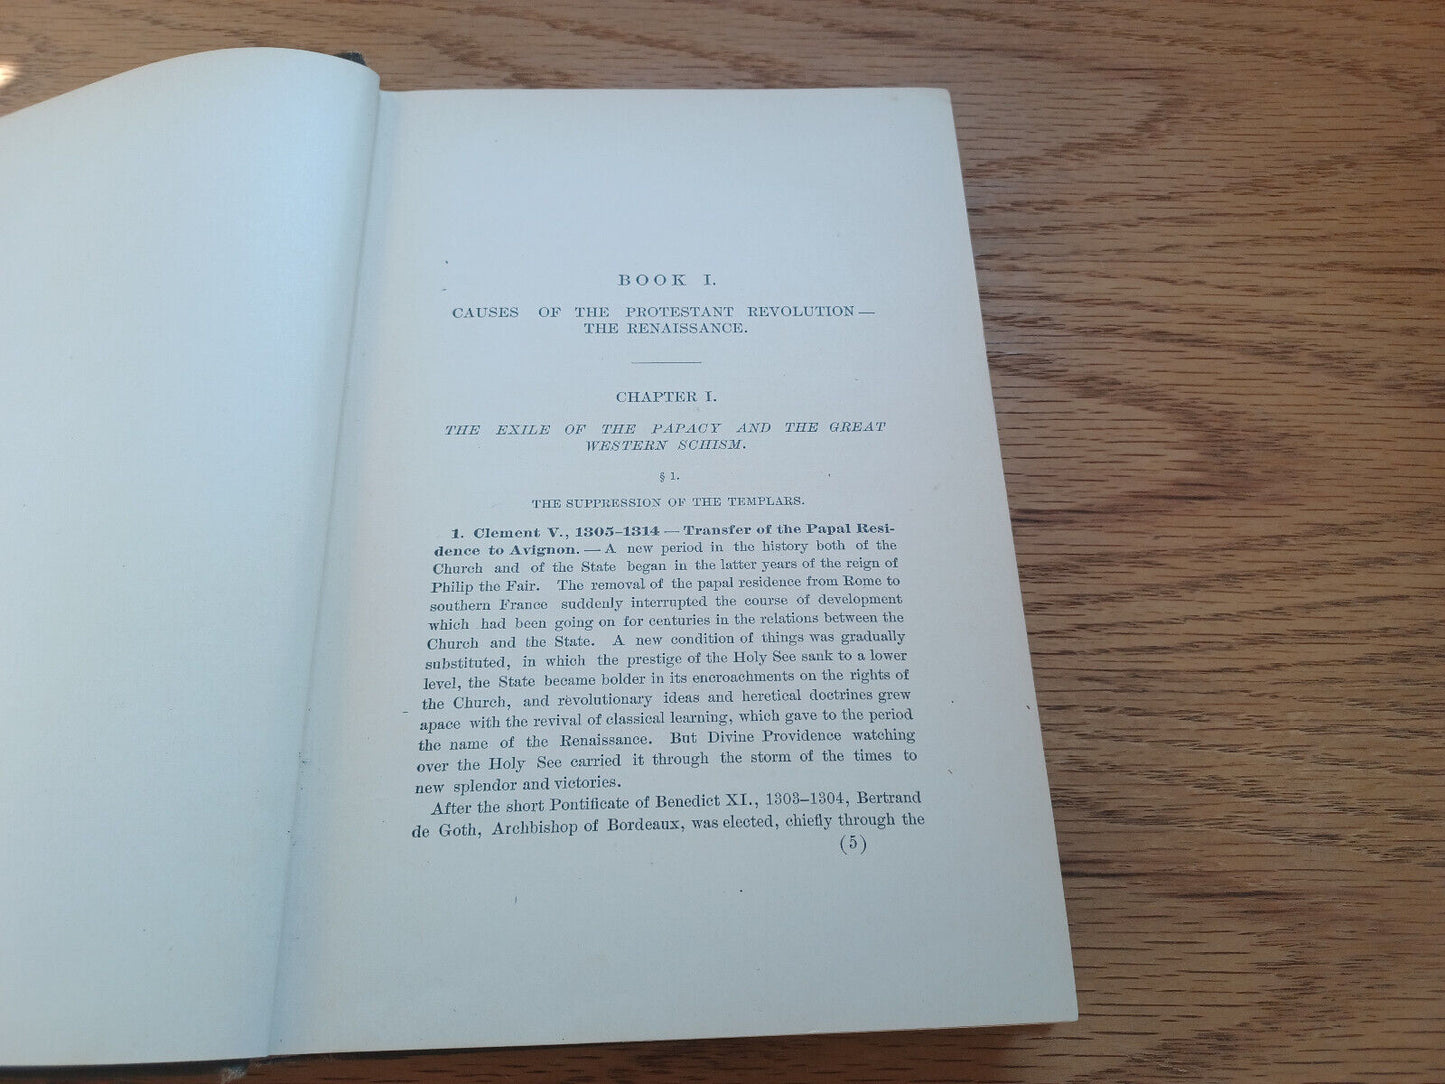 BOOK I.
CAUSES OF THE PROTESTANT REVOLUTION—
THE RENAISSANCE.
CHAPTER I.
THE EXILE OF THE PAPACY AND THE GREAT
WESTERN SCHISM.
§ 1.
THE SUPPRESSION OF THE TEMPLARS.
1. Clement V., 1305–1314 — Transfer of the Papal Resi-
dence to Avignon. — A new period in the history both of the
Church and of the State began in the latter years of the reign of
Philip the Fair. The removal of the papal residence from Rome to
southern France suddenly interrupted the course of development
which had been going on for centuries in the relations between the
Church and the State. A new condition of things was gradually
substituted, in which the prestige of the Holy See sank to a lower
level, the State became bolder in its encroachments on the rights of
the Church, and revolutionary ideas and heretical doctrines grew
apace with the revival of classical learning, which gave to the period
the name of the Renaissance. But Divine Providence watching
over the Holy See carried it through the storm of the times to
new splendor and victories.
After the short Pontificate of Benedict XI., 1303–1304, Bertrand
de Goth, Archbishop of Bordeaux, was elected, chiefly through the
(5)